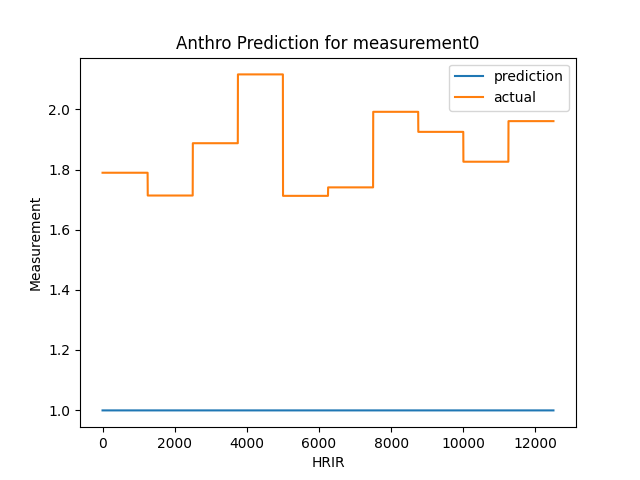 Anthro Prediction for measurement0
prediction
actual
Measurement
2.0
1.8
1.6
1.4
1.2
1.0
0 2000 4000 6000 8000 10000 12000
HRIR